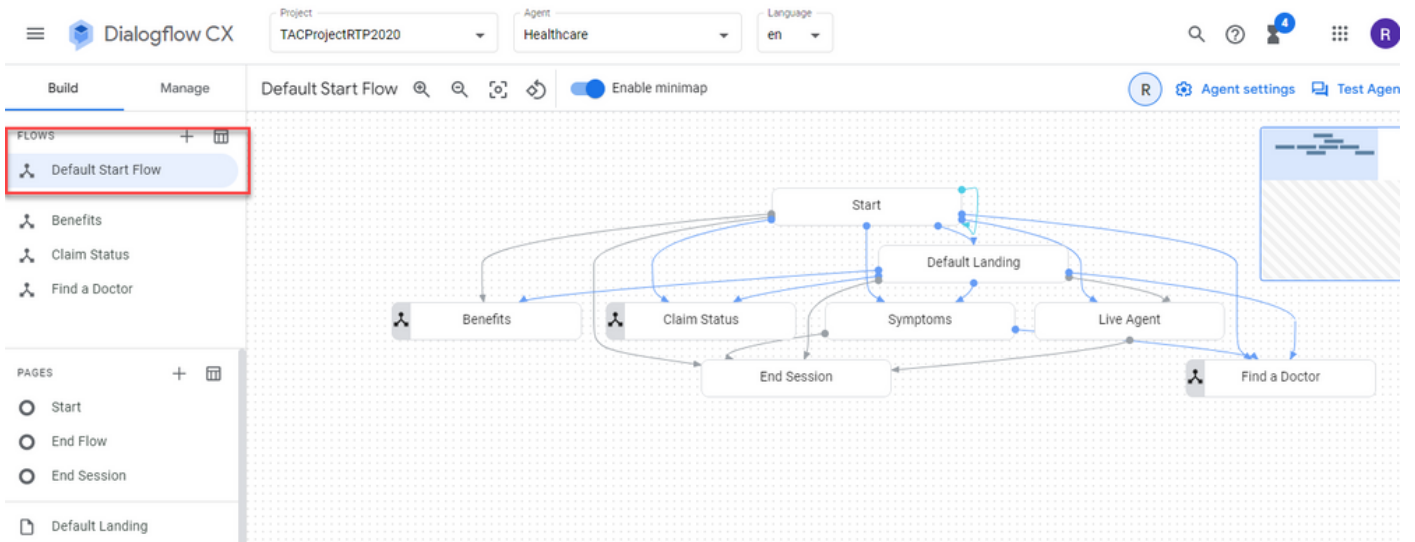 Project
Agent
Language
Dialogflow CX
TACProjectRTP2020
Healthcare
en
4
R
Build
Manage
Default Start Flow
Enable minimap
R
Agent settings
Test Agen
FLOWS
Default Start Flow
Benefits
Claim Status
Find a Doctor
PAGES
Start
End Flow
End Session
Default Landing
Start
Default Landing
Benefits
Claim Status
Symptoms
Live Agent
End Session
Find a Doctor